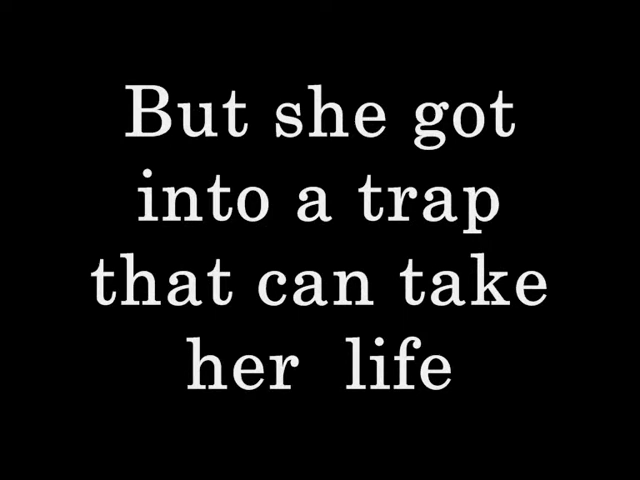 But she got
into a trap
that can take
her life